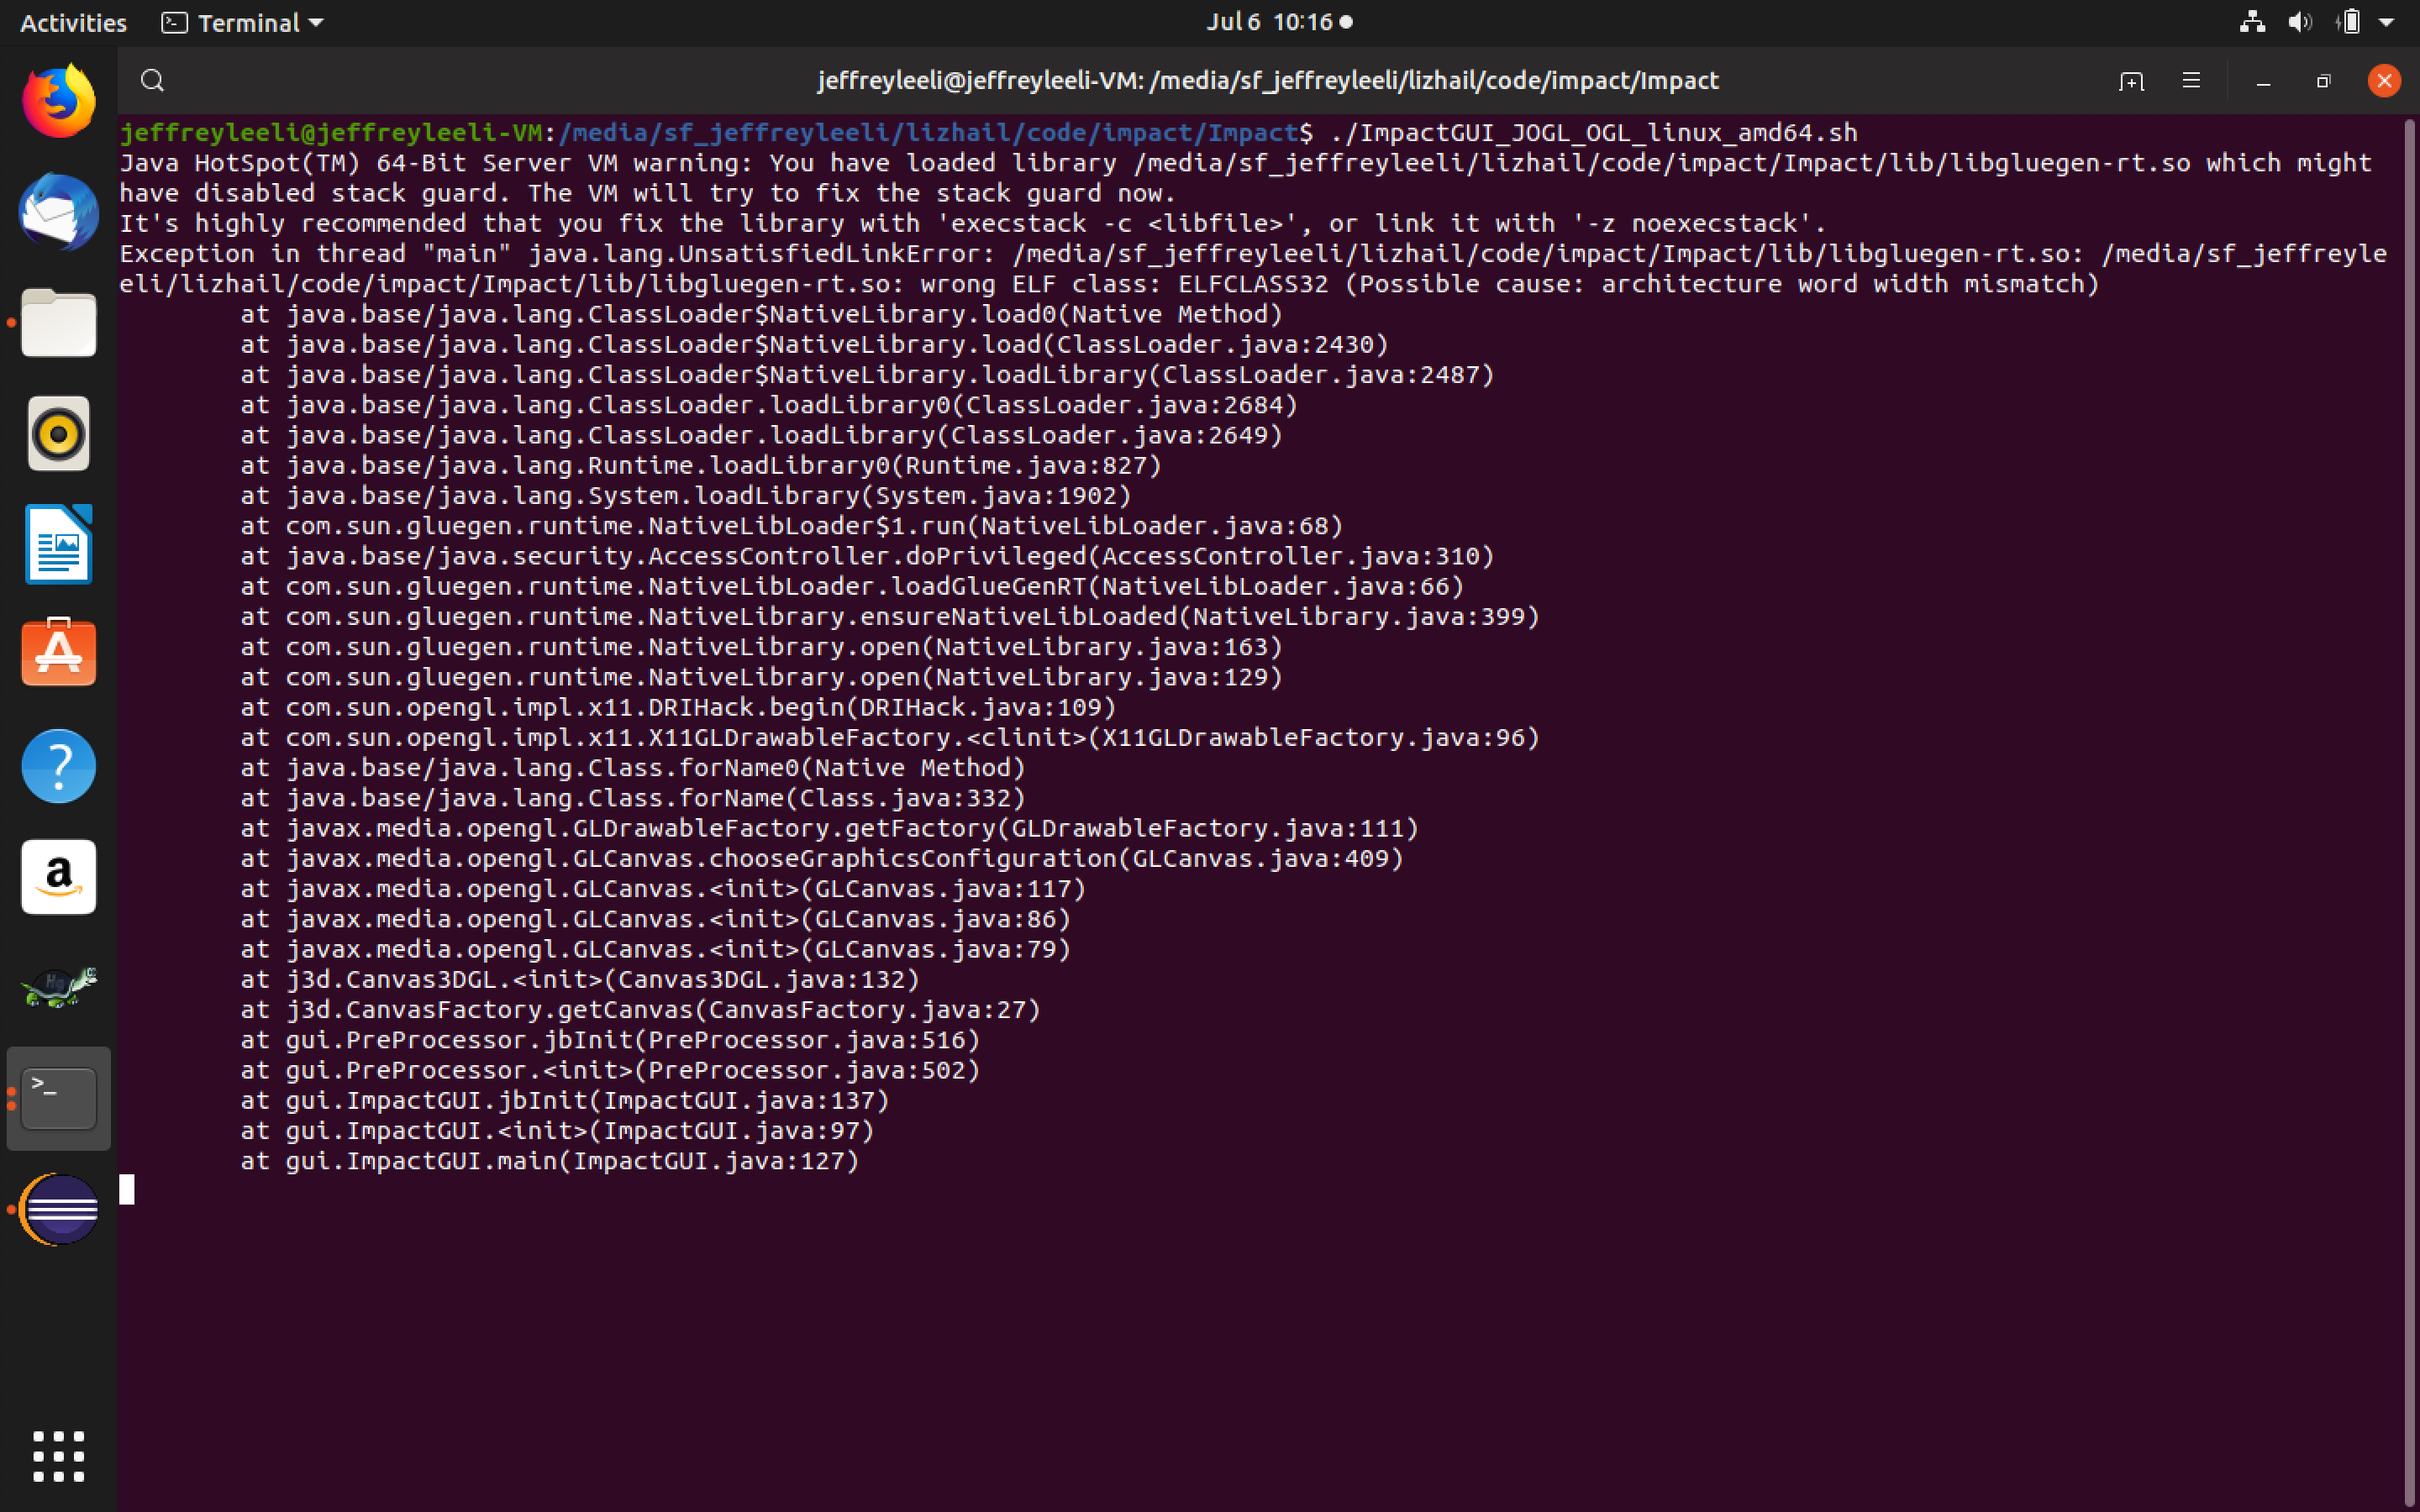 Activities Terminal Jul 6 10:16
jeffreyleeli@jeffreyleeli-VM: /media/sf_jeffreyleeli/lizhail/code/impact/Impact
jeffreyleeli@jeffreyleeli-VM:/media/sf_jeffreyleeli/lizhail/code/impact/Impact$ ./ImpactGUI_JOGL_OGL_linux_amd64.sh
Java HotSpot(TM) 64-Bit Server VM warning: You have loaded library /media/sf_jeffreyleeli/lizhail/code/impact/Impact/lib/libgluegen-rt.so which might
have disabled stack guard. The VM will try to fix the stack guard now.
It's highly recommended that you fix the library with 'execstack -c <libfile>', or link it with '-z noexecstack'.
Exception in thread "main" java.lang.UnsatisfiedLinkError: /media/sf_jeffreyleeli/lizhail/code/impact/Impact/lib/libgluegen-rt.so: /media/sf_jeffreyle
eli/lizhail/code/impact/Impact/lib/libgluegen-rt.so: wrong ELF class: ELFCLASS32 (Possible cause: architecture word width mismatch)
at java.base/java.lang.ClassLoader$NativeLibrary.load0(Native Method)
at java.base/java.lang.ClassLoader$NativeLibrary.load(ClassLoader.java:2430)
at java.base/java.lang.ClassLoader$NativeLibrary.loadLibrary(ClassLoader.java:2487)
at java.base/java.lang.ClassLoader.loadLibrary0(ClassLoader.java:2684)
at java.base/java.lang.ClassLoader.loadLibrary(ClassLoader.java:2649)
at java.base/java.lang.Runtime.loadLibrary0(Runtime.java:827)
at java.base/java.lang.System.loadLibrary(System.java:1902)
at com.sun.gluegen.runtime.NativeLibLoader$1.run(NativeLibLoader.java:68)
at java.base/java.security.AccessController.doPrivileged(AccessController.java:310)
at com.sun.gluegen.runtime.NativeLibLoader.loadGlueGenRT(NativeLibLoader.java:66)
at com.sun.gluegen.runtime.NativeLibrary.ensureNativeLibLoaded(NativeLibrary.java:399)
at com.sun.gluegen.runtime.NativeLibrary.open(NativeLibrary.java:163)
at com.sun.gluegen.runtime.NativeLibrary.open(NativeLibrary.java:129)
at com.sun.opengl.impl.x11.DRIHack.begin(DRIHack.java:109)
at com.sun.opengl.impl.x11.X11GLDrawableFactory.<clinit>(X11GLDrawableFactory.java:96)
at java.base/java.lang.Class.forName0(Native Method)
at java.base/java.lang.Class.forName(Class.java:332)
at javax.media.opengl.GLDrawableFactory.getFactory(GLDrawableFactory.java:111)
at javax.media.opengl.GLCanvas.chooseGraphicsConfiguration(GLCanvas.java:409)
at javax.media.opengl.GLCanvas.<init>(GLCanvas.java:117)
at javax.media.opengl.GLCanvas.<init>(GLCanvas.java:86)
at javax.media.opengl.GLCanvas.<init>(GLCanvas.java:79)
at j3d.Canvas3DGL.<init>(Canvas3DGL.java:132)
at j3d.CanvasFactory.getCanvas(CanvasFactory.java:27)
at gui.PreProcessor.jbInit(PreProcessor.java:516)
at gui.PreProcessor.<init>(PreProcessor.java:502)
at gui.ImpactGUI.jbInit(ImpactGUI.java:137)
at gui.ImpactGUI.<init>(ImpactGUI.java:97)
at gui.ImpactGUI.main(ImpactGUI.java:127)